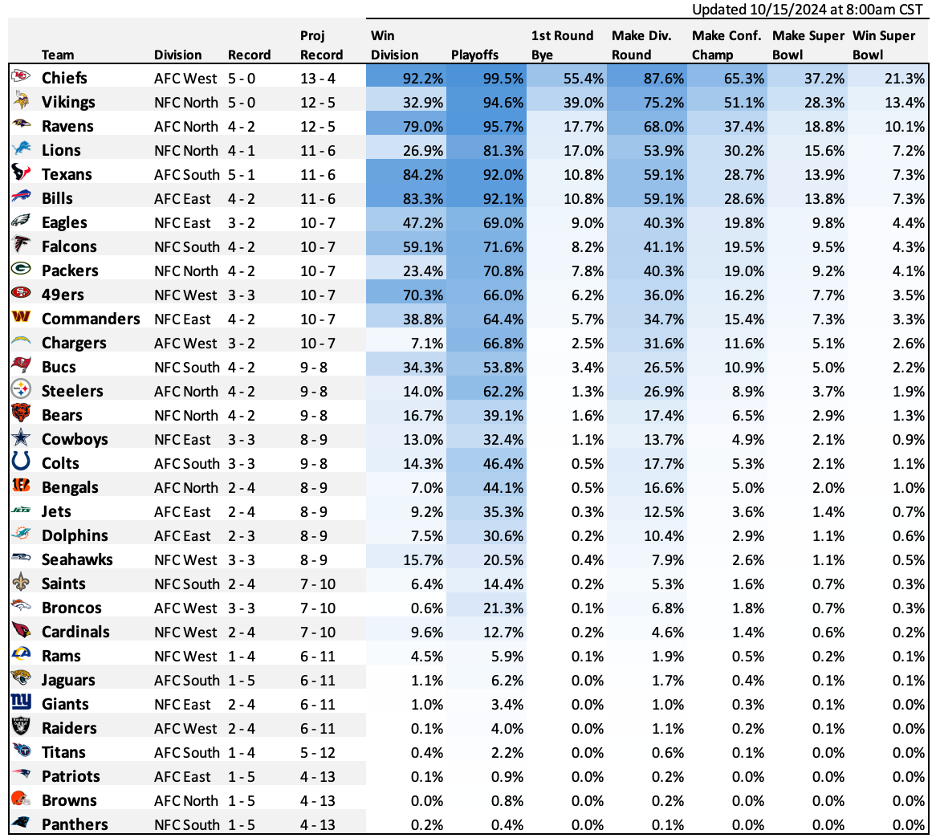 Updated 10/15/2024 at 8:00am CST
Proj Win 1st Round Make Div. Make Conf. Make Super Win Super
Team Division Record Record Division Playoffs Bye Round Champ Bowl Bowl
Chiefs AFC West 5 - 0 13 - 4 92.2% 99.5% 55.4% 87.6% 65.3% 37.2% 21.3%
Vikings NFC North 5 - 0 12 - 5 32.9% 94.6% 39.0% 75.2% 51.1% 28.3% 13.4%
Ravens AFC North 4 - 2 12 - 5 79.0% 95.7% 17.7% 68.0% 37.4% 18.8% 10.1%
Lions NFC North 4 - 1 11 - 6 26.9% 81.3% 17.0% 53.9% 30.2% 15.6% 7.2%
Texans AFC South 5 - 1 11 - 6 84.2% 92.0% 10.8% 59.1% 28.7% 13.9% 7.3%
Bills AFC East 4 - 2 11 - 6 83.3% 92.1% 10.8% 59.1% 28.6% 13.8% 7.3%
Eagles NFC East 3 - 2 10 - 7 47.2% 69.0% 9.0% 40.3% 19.8% 9.8% 4.4%
Falcons NFC South 4 - 2 10 - 7 59.1% 71.6% 8.2% 41.1% 19.5% 9.5% 4.3%
Packers NFC North 4 - 2 10 - 7 23.4% 70.8% 7.8% 40.3% 19.0% 9.2% 4.1%
49ers NFC West 3 - 3 10 - 7 70.3% 66.0% 6.2% 36.0% 16.2% 7.7% 3.5%
Commanders NFC East 4 - 2 10 - 7 38.8% 64.4% 5.7% 34.7% 15.4% 7.3% 3.3%
Chargers AFC West 3 - 2 10 - 7 7.1% 66.8% 2.5% 31.6% 11.6% 5.1% 2.6%
Bucs NFC South 4 - 2 9 - 8 34.3% 53.8% 3.4% 26.5% 10.9% 5.0% 2.2%
Steelers AFC North 4 - 2 9 - 8 14.0% 62.2% 1.3% 26.9% 8.9% 3.7% 1.9%
Bears NFC North 4 - 2 9 - 8 16.7% 39.1% 1.6% 17.4% 6.5% 2.9% 1.3%
Cowboys NFC East 3 - 3 8 - 9 13.0% 32.4% 1.1% 13.7% 4.9% 2.1% 0.9%
Colts AFC South 3 - 3 9 - 8 14.3% 46.4% 0.5% 17.7% 5.3% 2.1% 1.1%
Bengals AFC North 2 - 4 8 - 9 7.0% 44.1% 0.5% 16.6% 5.0% 2.0% 1.0%
Jets AFC East 2 - 4 8 - 9 9.2% 35.3% 0.3% 12.5% 3.6% 1.4% 0.7%
Dolphins AFC East 2 - 3 8 - 9 7.5% 30.6% 0.2% 10.4% 2.9% 1.1% 0.6%
Seahawks NFC West 3 - 3 8 - 9 15.7% 20.5% 0.4% 7.9% 2.6% 1.1% 0.5%
Saints NFC South 2 - 4 7 - 10 6.4% 14.4% 0.2% 5.3% 1.6% 0.7% 0.3%
Broncos AFC West 3 - 3 7 - 10 0.6% 21.3% 0.1% 6.8% 1.8% 0.7% 0.3%
Cardinals NFC West 2 - 4 7 - 10 9.6% 12.7% 0.2% 4.6% 1.4% 0.6% 0.2%
Rams NFC West 1 - 4 6 - 11 4.5% 5.9% 0.1% 1.9% 0.5% 0.2% 0.1%
Jaguars AFC South 1 - 5 6 - 11 1.1% 6.2% 0.0% 1.7% 0.4% 0.1% 0.1%
Giants NFC East 2 - 4 6 - 11 1.0% 3.4% 0.0% 1.0% 0.3% 0.1% 0.0%
Raiders AFC West 2 - 4 6 - 11 0.1% 4.0% 0.0% 1.1% 0.2% 0.1% 0.0%
Titans AFC South 1 - 4 5 - 12 0.4% 2.2% 0.0% 0.6% 0.1% 0.0% 0.0%
Patriots AFC East 1 - 5 4 - 13 0.1% 0.9% 0.0% 0.2% 0.0% 0.0% 0.0%
Browns AFC North 1 - 5 4 - 13 0.0% 0.8% 0.0% 0.2% 0.0% 0.0% 0.0%
Panthers NFC South 1 - 5 4 - 13 0.2% 0.4% 0.0% 0.1% 0.0% 0.0% 0.0%